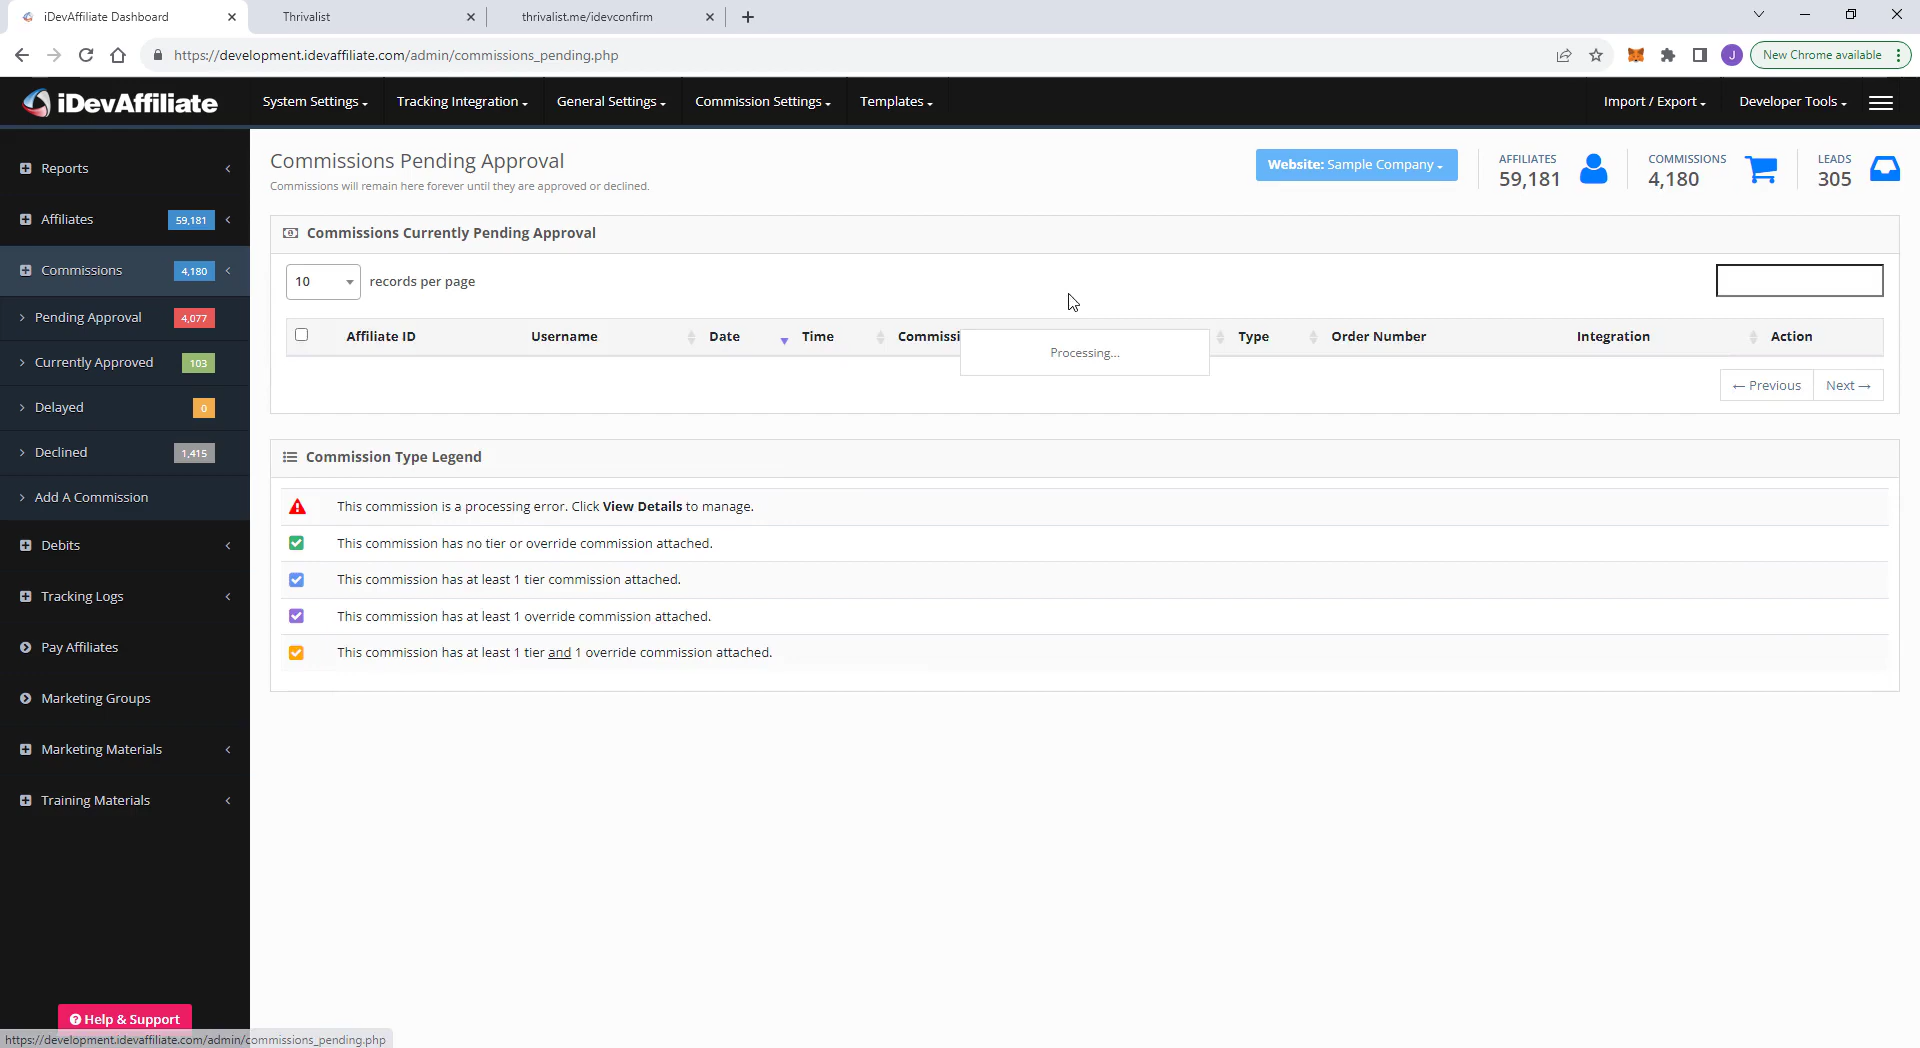 iDevAffiliate Dashboard
Thrivalist
thrivalist.me/idevconfirm
https://development.idevaffiliate.com/admin/commissions_pending.php
J
New Chrome available
iDevAffiliate
System Settings
Tracking Integration
General Settings
Commission Settings
Templates
Import / Export
Developer Tools
Reports
Affiliates 59,181
Commissions 4,180
Pending Approval 4,077
Currently Approved 103
Delayed 0
Declined 1,415
Add A Commission
Debits
Tracking Logs
Pay Affiliates
Marketing Groups
Marketing Materials
Training Materials
Help & Support
https://development.idevaffiliate.com/admin/commissions_pending.php
Commissions Pending Approval
Commissions will remain here forever until they are approved or declined.
Website: Sample Company
AFFILIATES
59,181
COMMISSIONS
4,180
LEADS
305
Commissions Currently Pending Approval
10 records per page
Affiliate ID Username Date Time Commissi Type Order Number Integration Action
Processing...
← Previous Next →
Commission Type Legend
This commission is a processing error. Click View Details to manage.
This commission has no tier or override commission attached.
This commission has at least 1 tier commission attached.
This commission has at least 1 override commission attached.
This commission has at least 1 tier and 1 override commission attached.